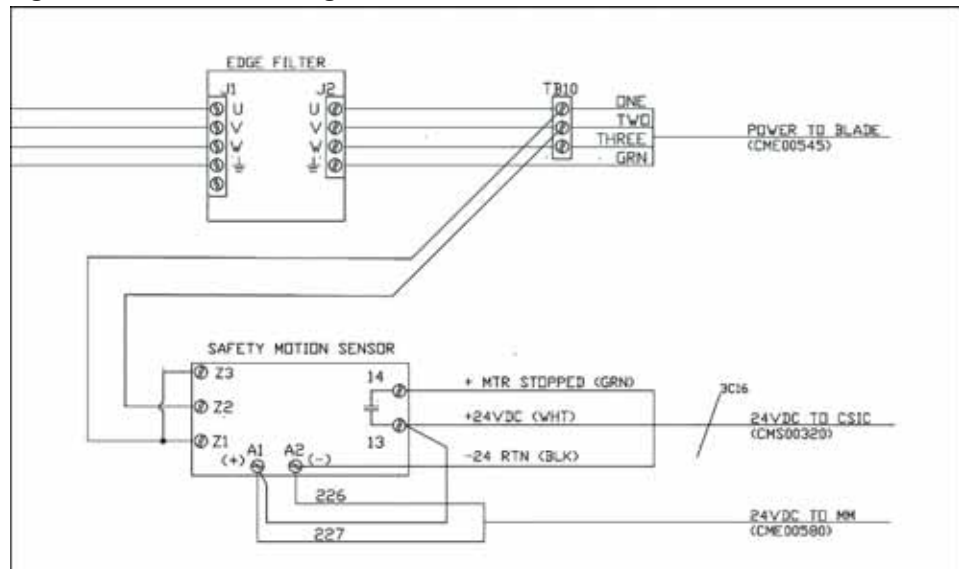 EDGE FILTER
J1 J2
U U
V V
W W
TB10
ONE
TWO
THREE
GRN
POWER TO BLADE
(CME00545)
SAFETY MOTION SENSOR
Z3
Z2
Z1
14
13
A1 A2
(+) (-)
+ MTR STOPPED (GRN)
+24VDC (WHT)
-24 RTN (BLK)
3C16
24VDC TO CSIC
(CMS00320)
226
227
24VDC TO MM
(CME00580)